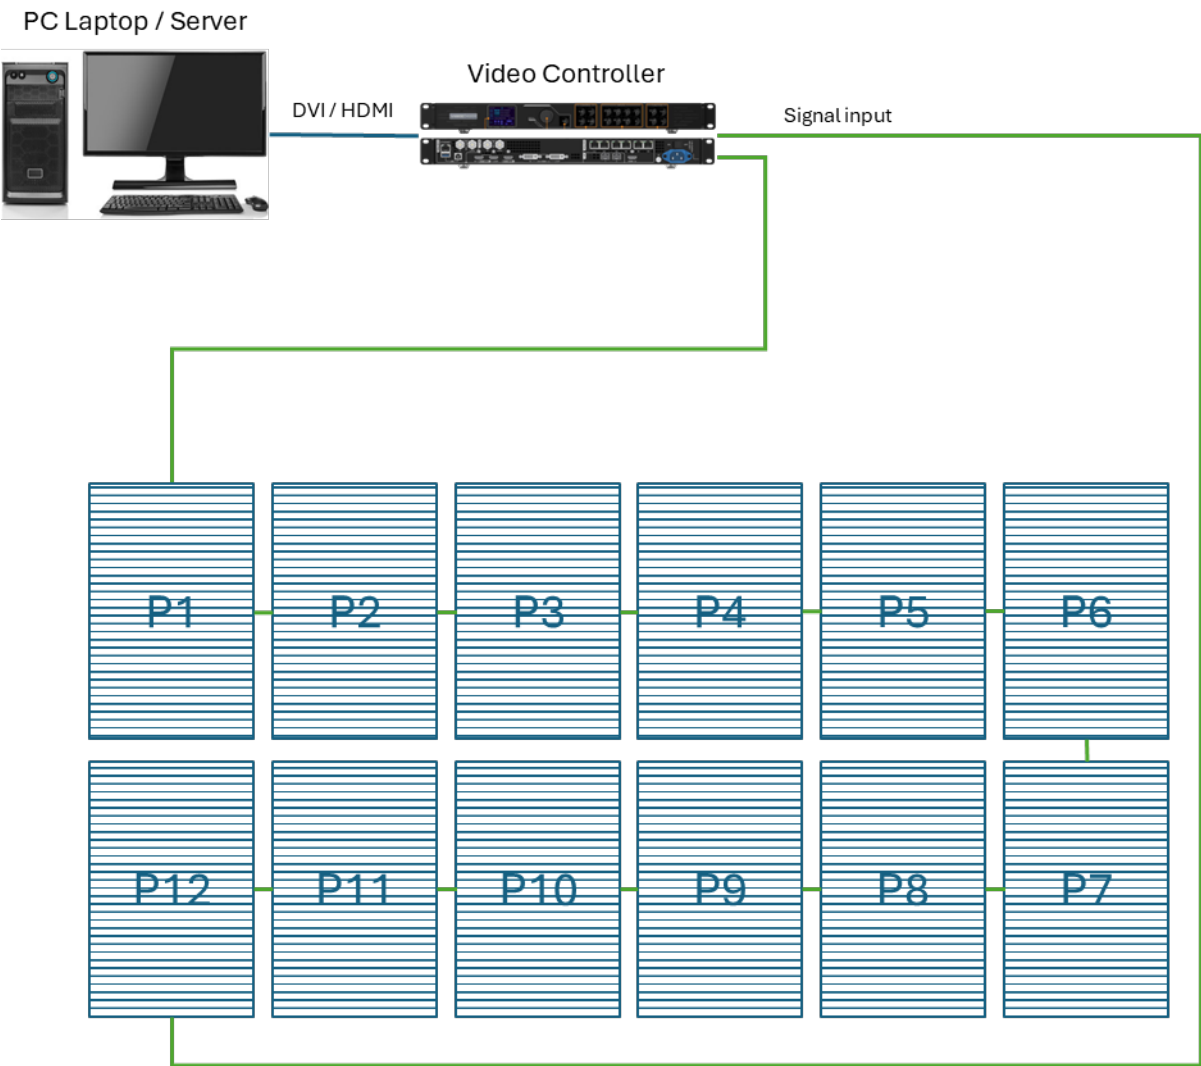 PC Laptop / Server
Video Controller
DVI / HDMI
Signal input
P1
P2
P3
P4
P5
P6
P12
P11
P10
P9
P8
P7